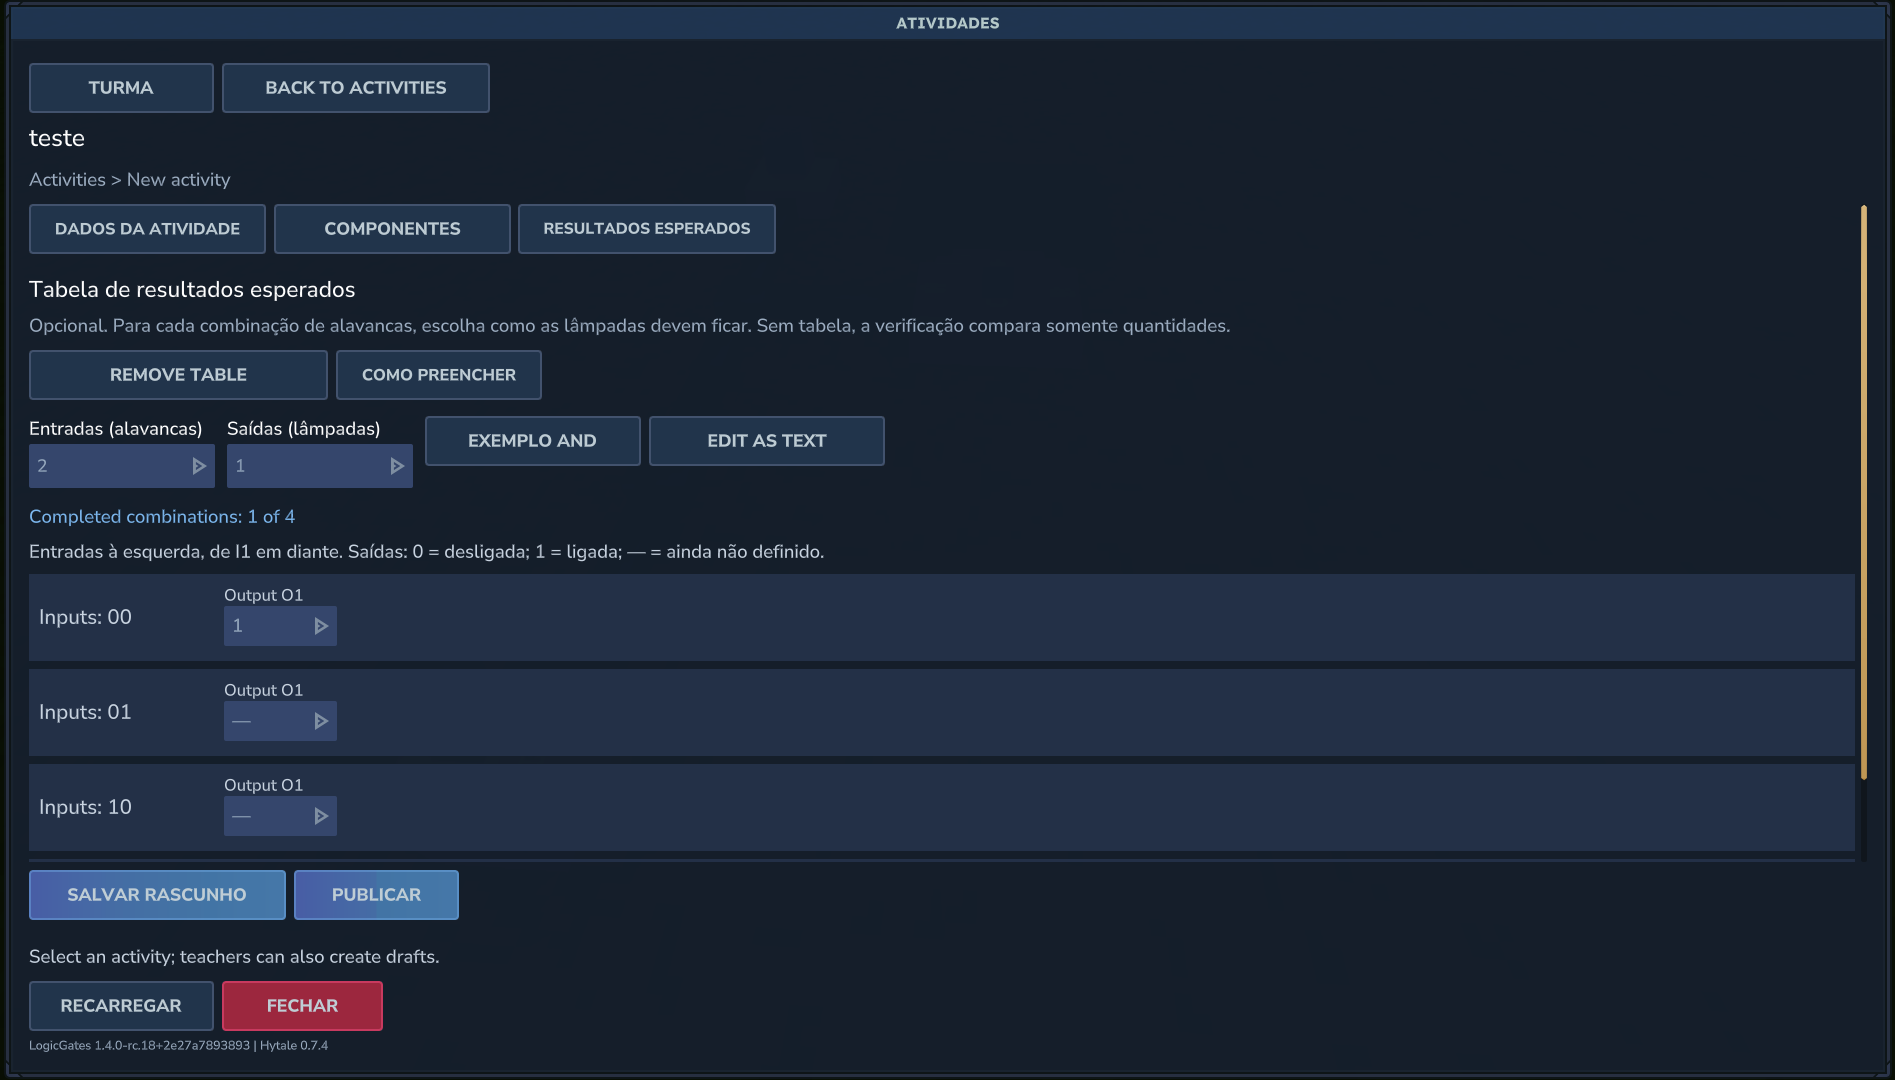 ATIVIDADES
TURMA
BACK TO ACTIVITIES
teste
Activities > New activity
DADOS DA ATIVIDADE
COMPONENTES
RESULTADOS ESPERADOS
Tabela de resultados esperados
Opcional. Para cada combinação de alavancas, escolha como as lâmpadas devem ficar. Sem tabela, a verificação compara somente quantidades.
REMOVE TABLE
COMO PREENCHER
Entradas (alavancas)
Saídas (lâmpadas)
2
1
EXEMPLO AND
EDIT AS TEXT
Completed combinations: 1 of 4
Entradas à esquerda, de I1 em diante. Saídas: 0 = desligada; 1 = ligada; — = ainda não definido.
Inputs: 00
Output O1
1
Inputs: 01
Output O1
—
Inputs: 10
Output O1
—
SALVAR RASCUNHO
PUBLICAR
Select an activity; teachers can also create drafts.
RECARREGAR
FECHAR
LogicGates 1.4.0-rc.18+2e27a7893893 | Hytale 0.7.4